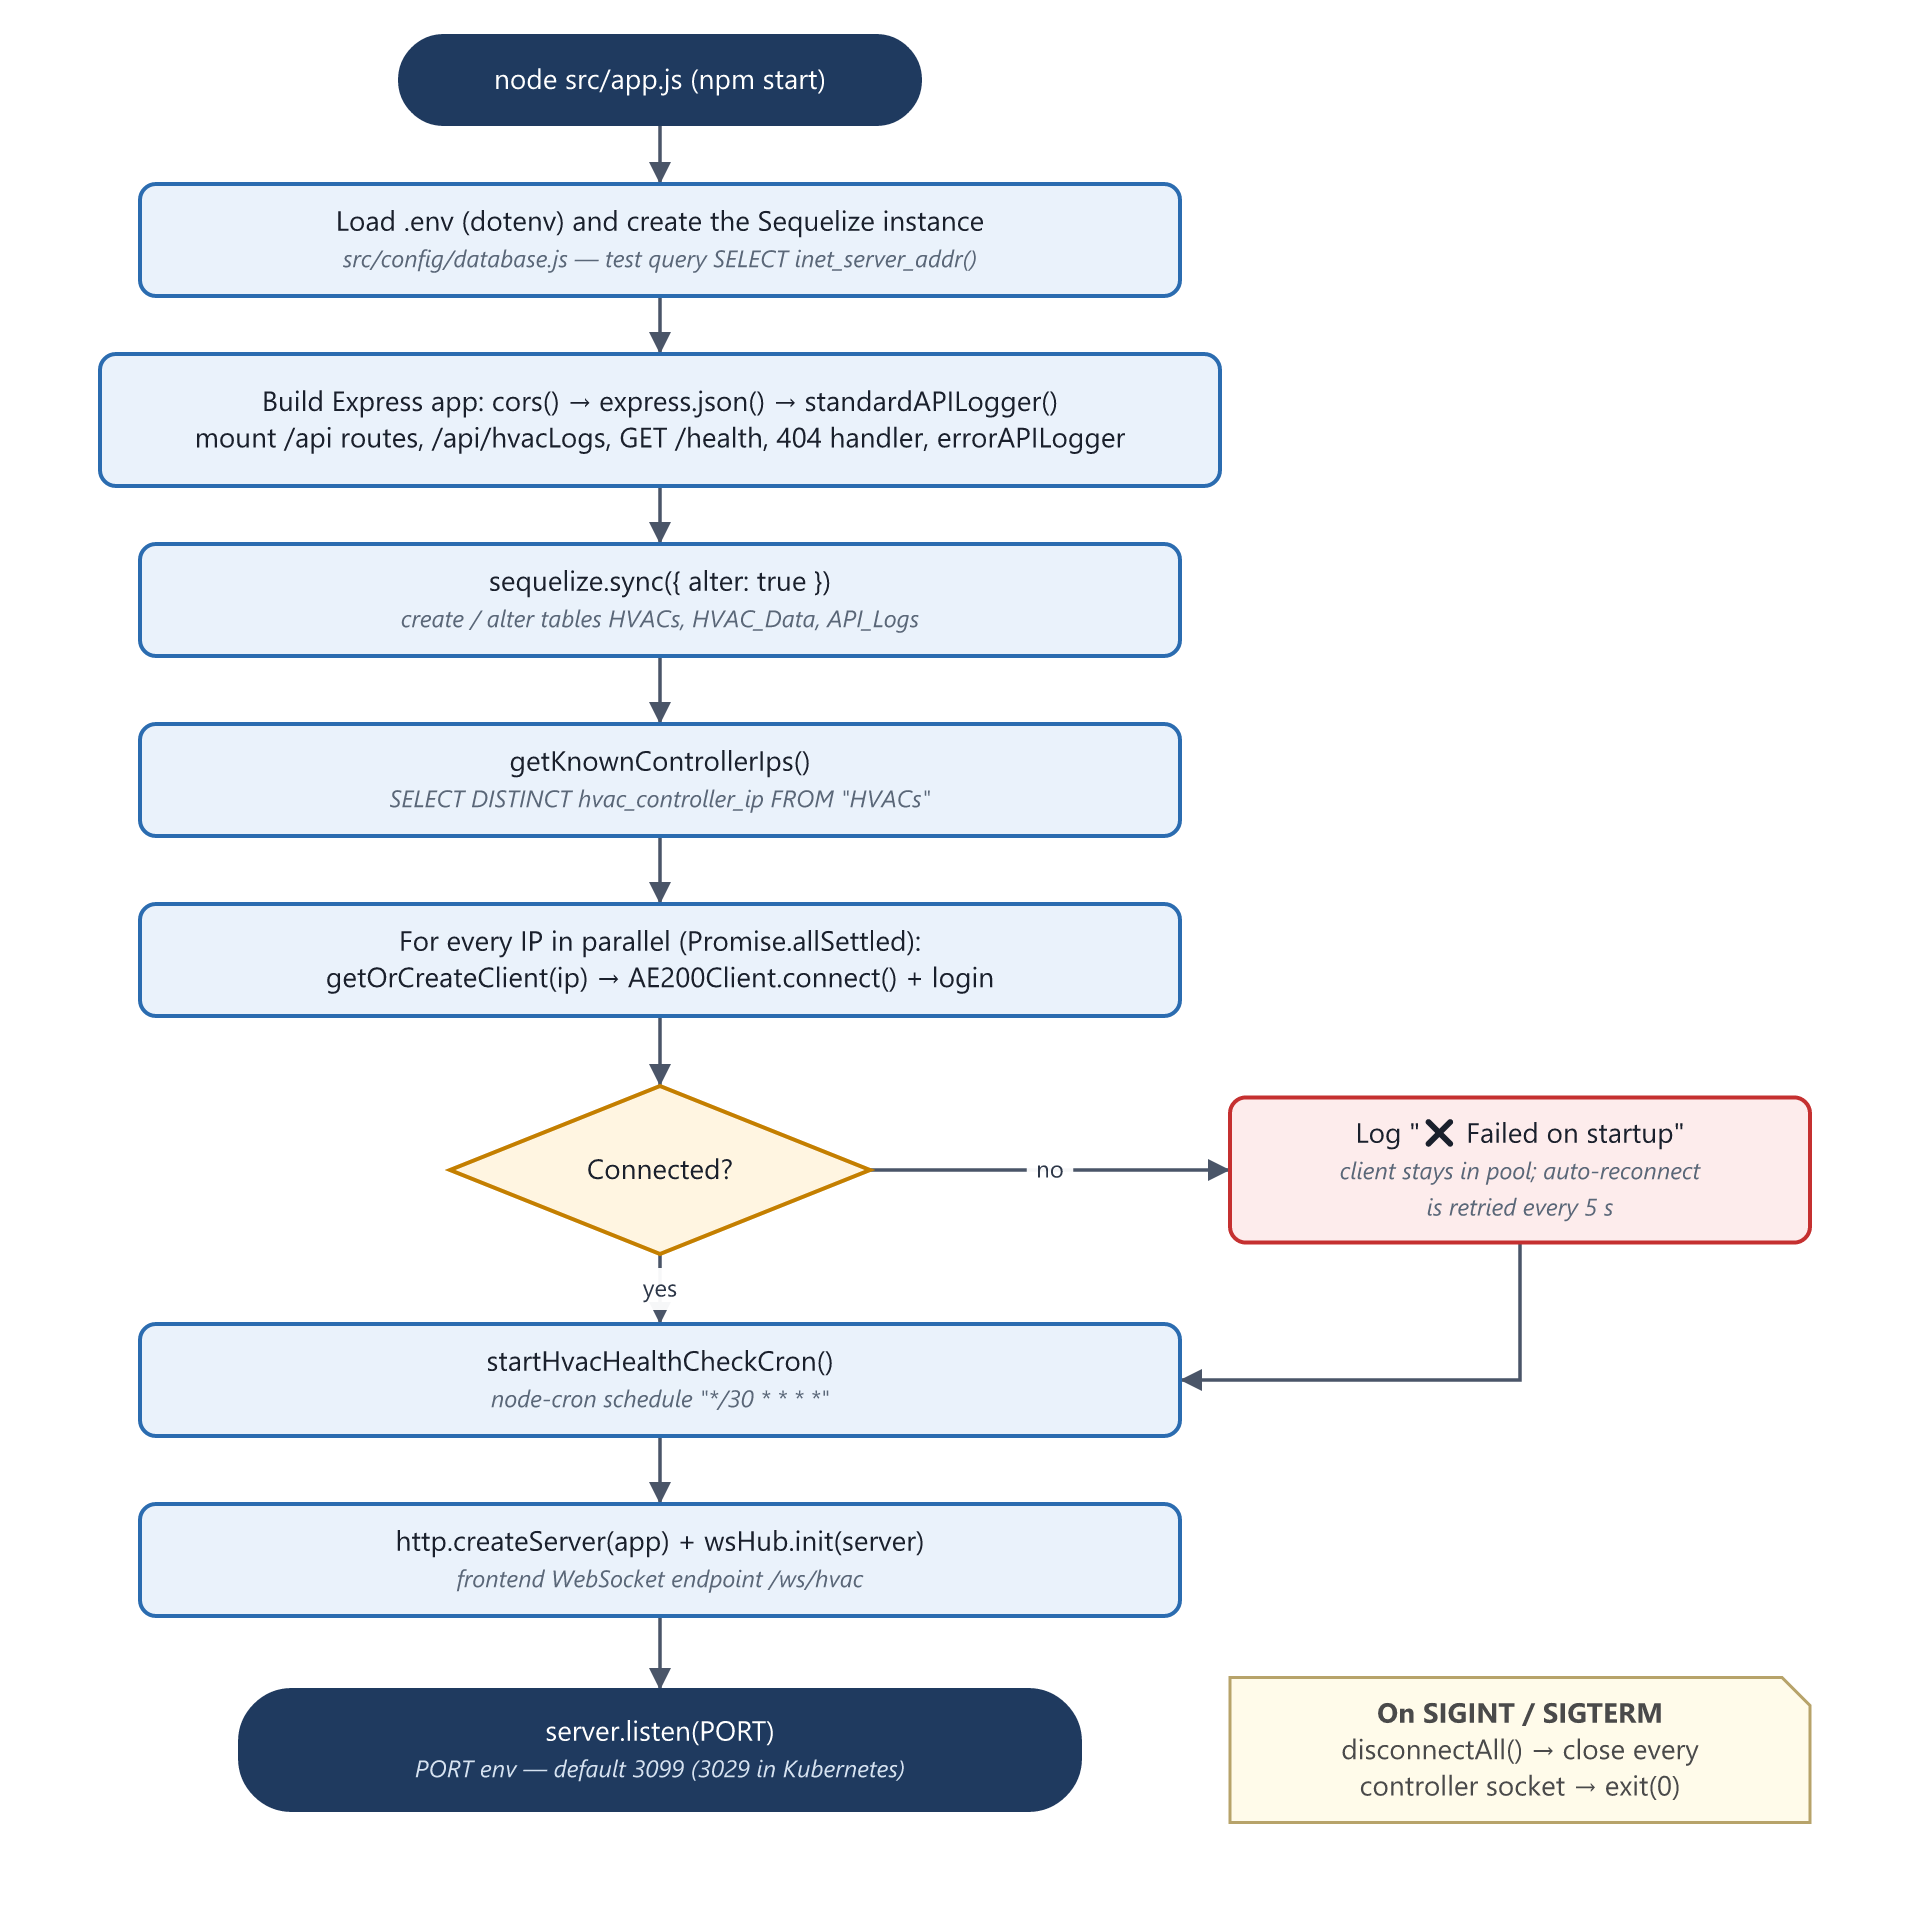 node src/app.js (npm start)
Load .env (dotenv) and create the Sequelize instance
src/config/database.js — test query SELECT inet_server_addr()
Build Express app: cors() → express.json() → standardAPILogger()
mount /api routes, /api/hvacLogs, GET /health, 404 handler, errorAPILogger
sequelize.sync({ alter: true })
create / alter tables HVACs, HVAC_Data, API_Logs
getKnownControllerIps()
SELECT DISTINCT hvac_controller_ip FROM "HVACs"
For every IP in parallel (Promise.allSettled):
getOrCreateClient(ip) → AE200Client.connect() + login
Connected?
no
Log "❌ Failed on startup"
client stays in pool; auto-reconnect
is retried every 5 s
yes
startHvacHealthCheckCron()
node-cron schedule "*/30 * * * *"
http.createServer(app) + wsHub.init(server)
frontend WebSocket endpoint /ws/hvac
server.listen(PORT)
PORT env — default 3099 (3029 in Kubernetes)
On SIGINT / SIGTERM
disconnectAll() → close every
controller socket → exit(0)